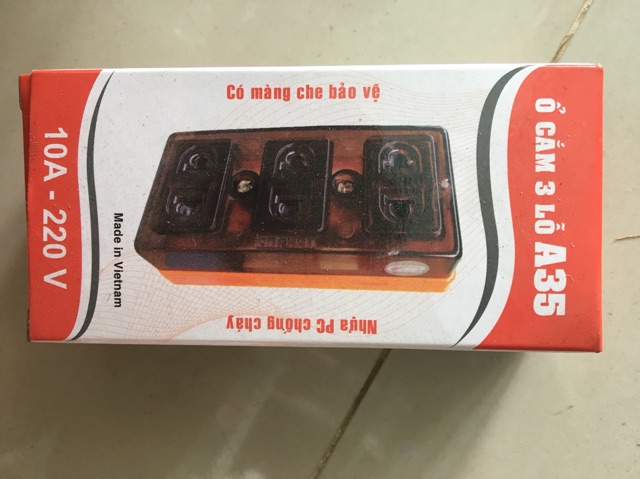 Có màng che bảo vệ
Ổ CẮM 3 LỖ A35
10A - 220 V
Made in Vietnam
Nhựa PC chống cháy